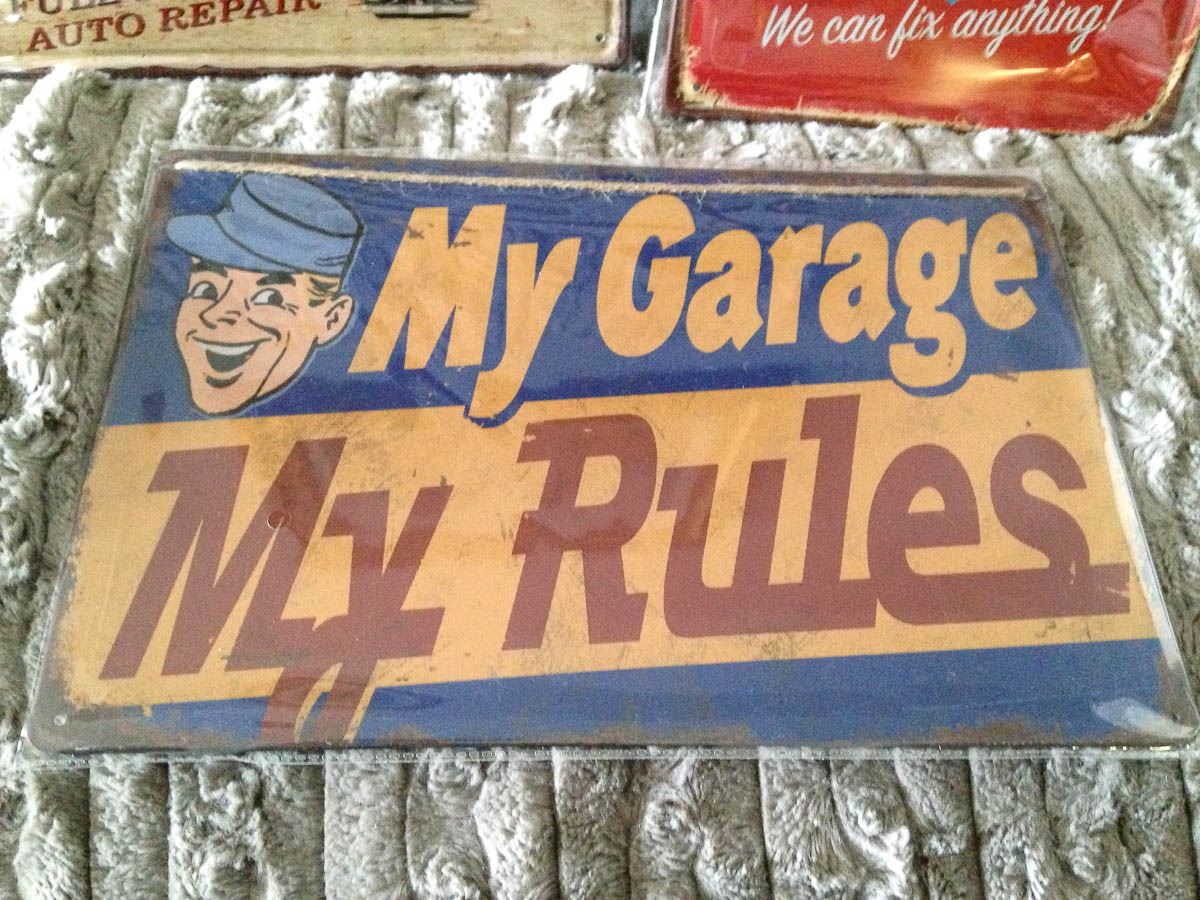 AUTO REPAIR
We can fix anything!
My Garage
My Rules